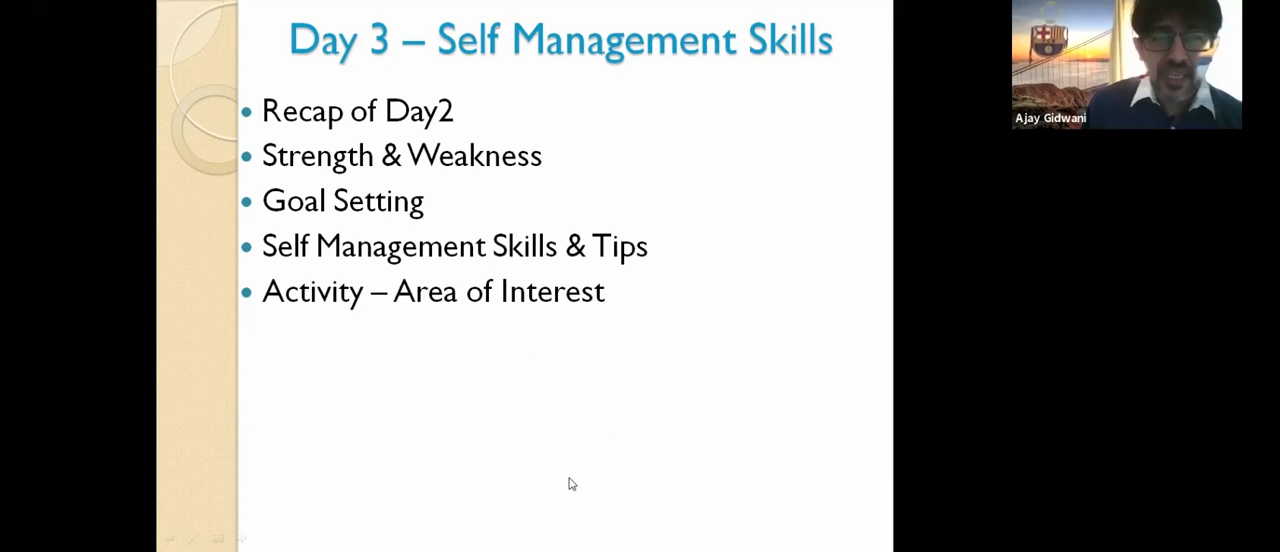 Day 3 – Self Management Skills
Recap of Day2
Strength & Weakness
Goal Setting
Self Management Skills & Tips
Activity – Area of Interest
Ajay Gidwani